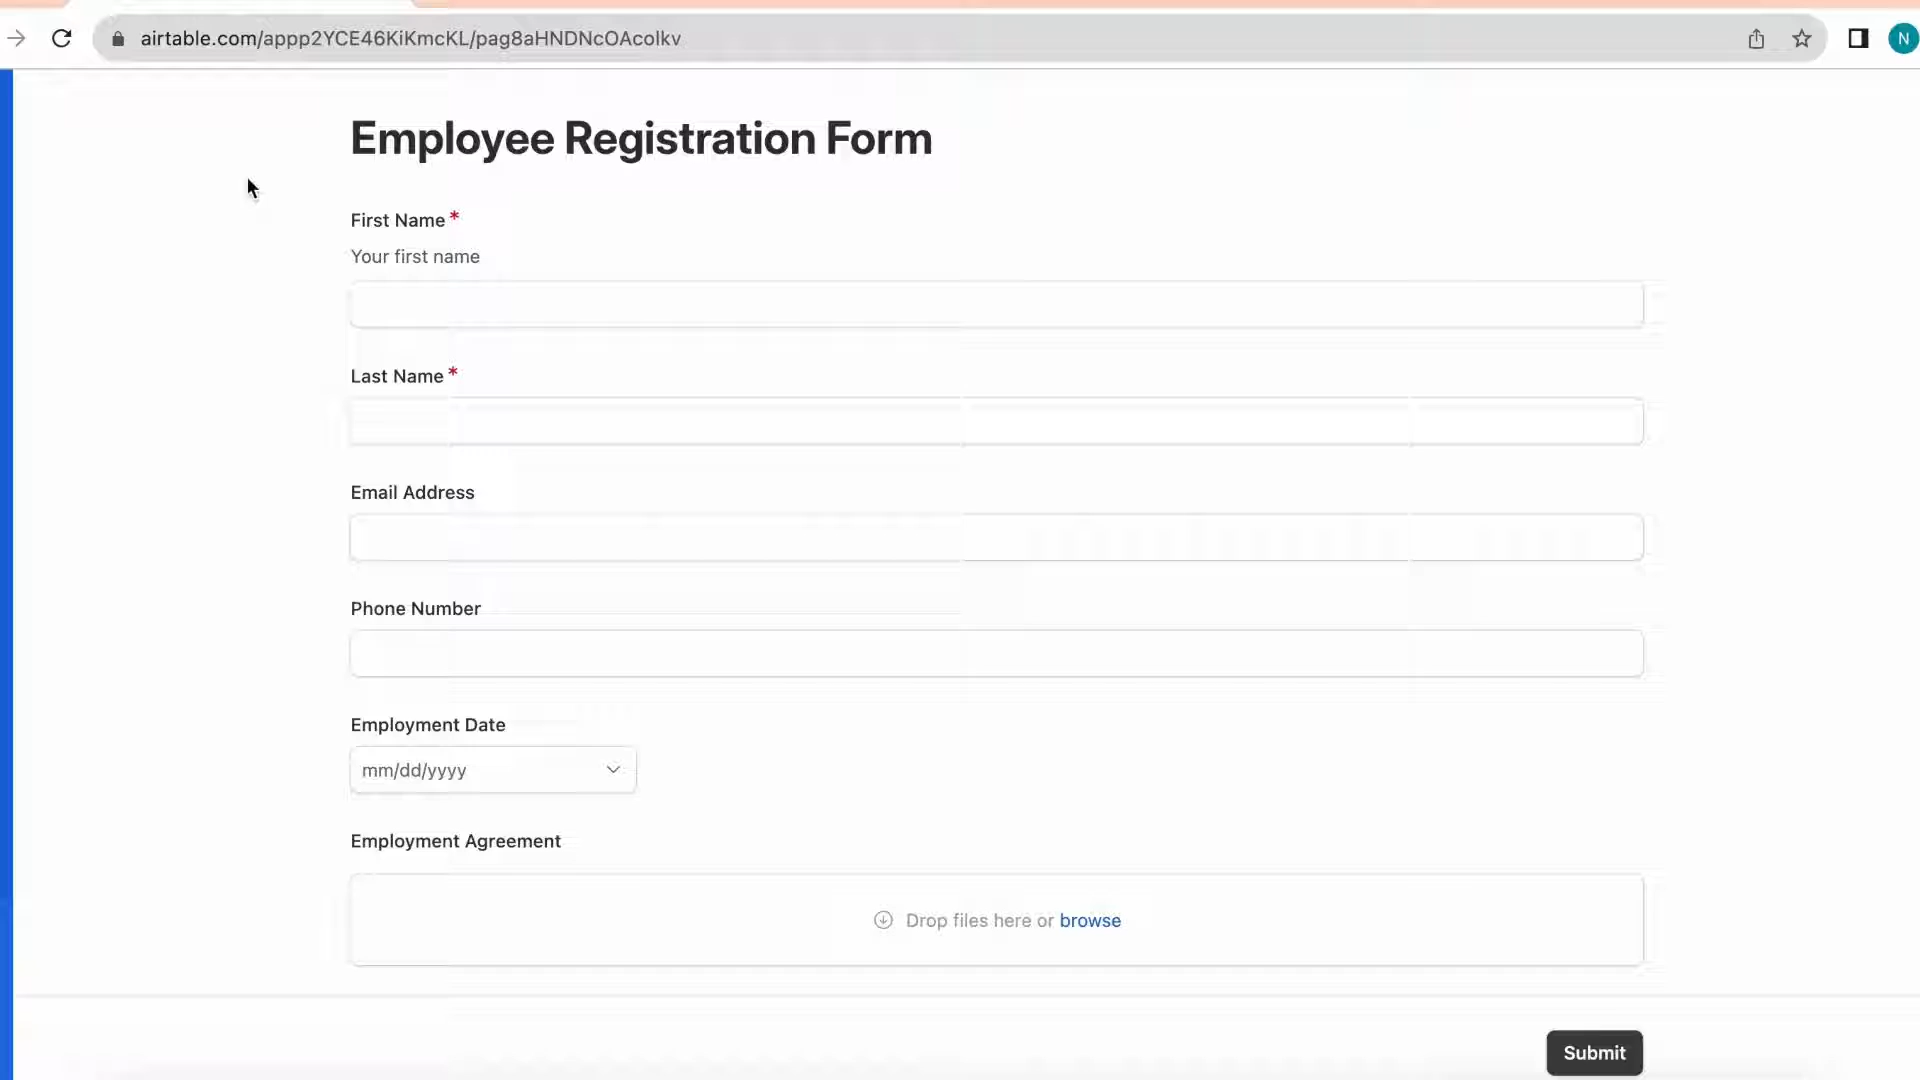 airtable.com/appp2YCE46KiKmcKL/pag8aHNDNcOAcolkv
N
Employee Registration Form
First Name *
Your first name
Last Name *
Email Address
Phone Number
Employment Date
mm/dd/yyyy
Employment Agreement
Drop files here or browse
Submit